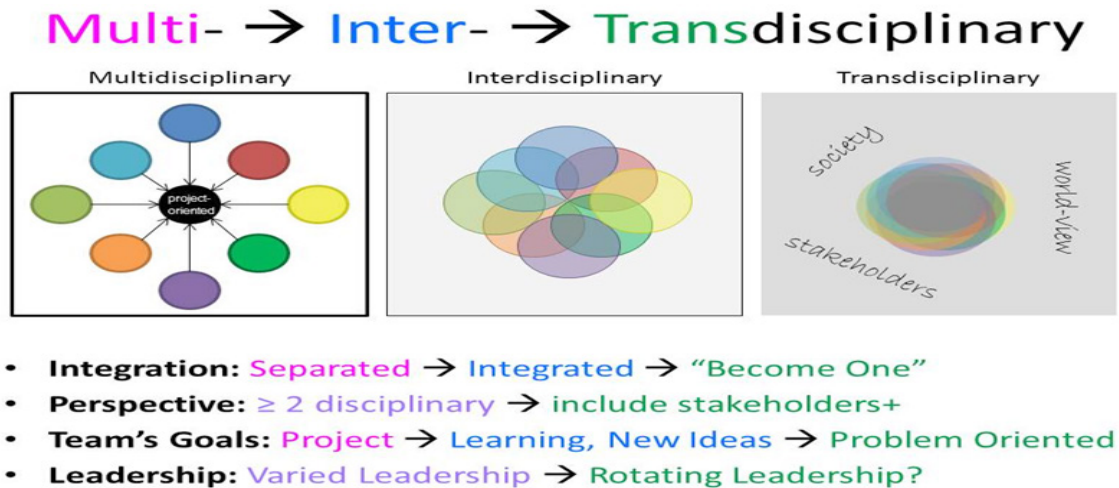 Multi- → Inter- → Transdisciplinary
Multidisciplinary
Interdisciplinary
Transdisciplinary
project-
oriented
society
world-view
stakeholders
• Integration: Separated → Integrated → “Become One”
• Perspective: ≥ 2 disciplinary → include stakeholders+
• Team’s Goals: Project → Learning, New Ideas → Problem Oriented
• Leadership: Varied Leadership → Rotating Leadership?